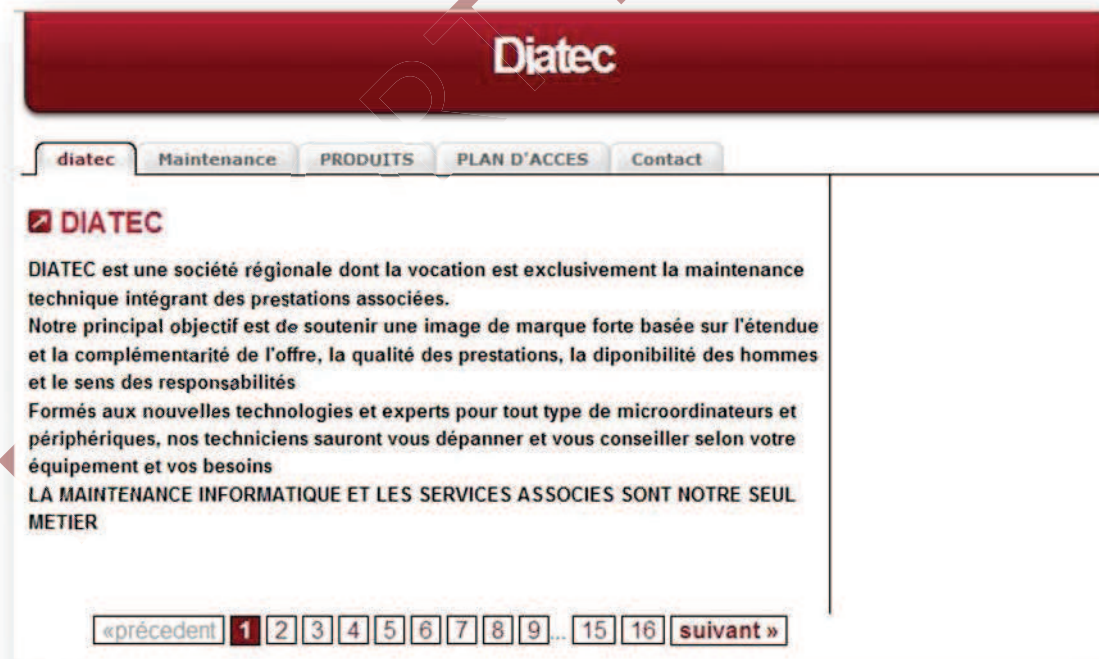 Diatec
diatec Maintenance PRODUITS PLAN D'ACCES Contact
DIATEC
DIATEC est une société régionale dont la vocation est exclusivement la maintenance
technique intégrant des prestations associées.
Notre principal objectif est de soutenir une image de marque forte basée sur l'étendue
et la complémentarité de l'offre, la qualité des prestations, la diponibilité des hommes
et le sens des responsabilités
Formés aux nouvelles technologies et experts pour tout type de microordinateurs et
périphériques, nos techniciens sauront vous dépanner et vous conseiller selon votre
équipement et vos besoins
LA MAINTENANCE INFORMATIQUE ET LES SERVICES ASSOCIES SONT NOTRE SEUL
METIER
«précedent 1 2 3 4 5 6 7 8 9 ... 15 16 suivant »